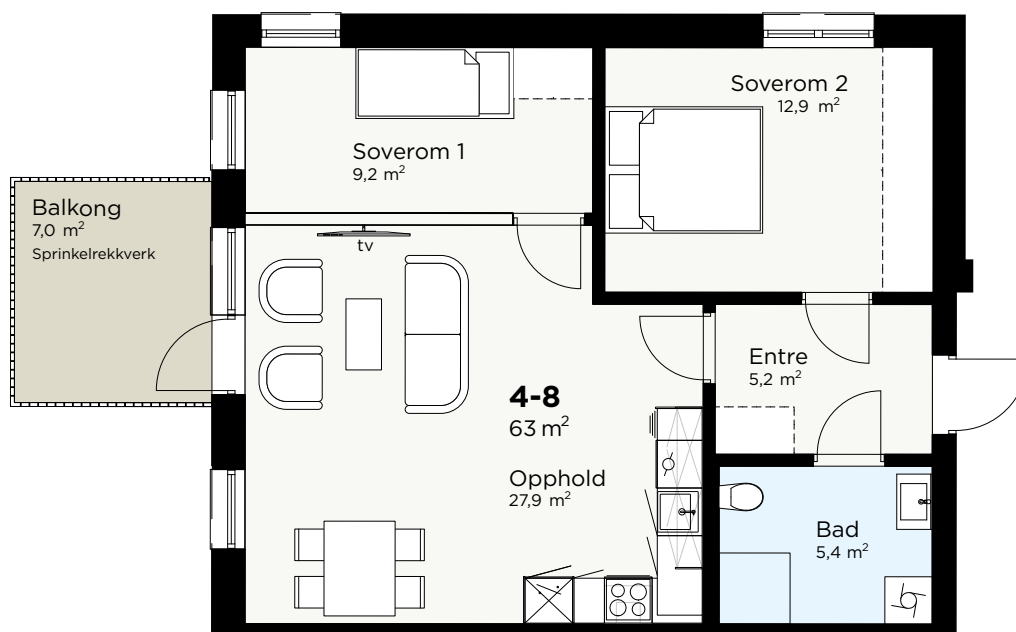 Soverom 2
12,9 m²
Soverom 1
9,2 m²
Balkong
7,0 m²
Sprinkelrekkverk
tv
Entre
5,2 m²
4-8
63 m²
Opphold
27,9 m²
Bad
5,4 m²